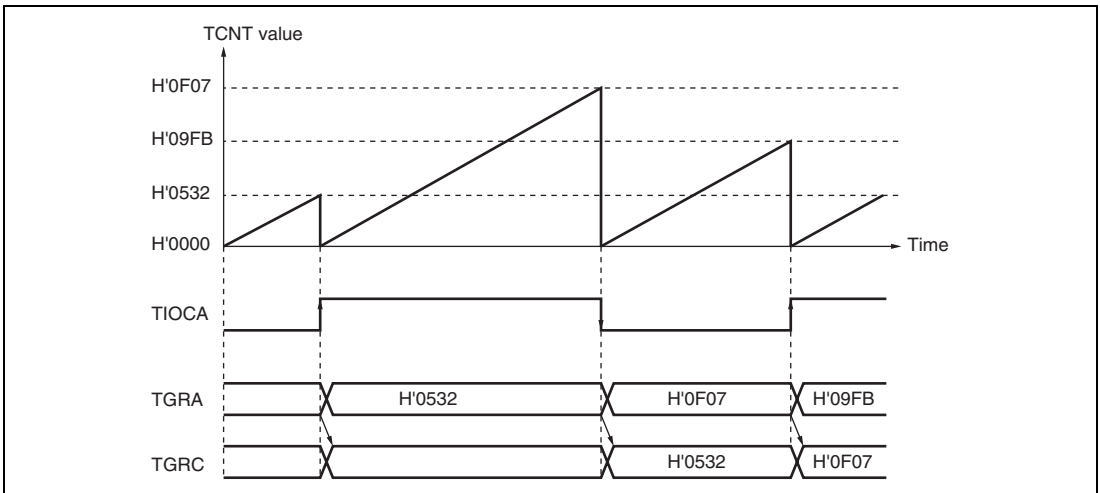 TCNT value
H'0F07
H'09FB
H'0532
H'0000
Time
TIOCA
TGRA H'0532 H'0F07 H'09FB
TGRC H'0532 H'0F07